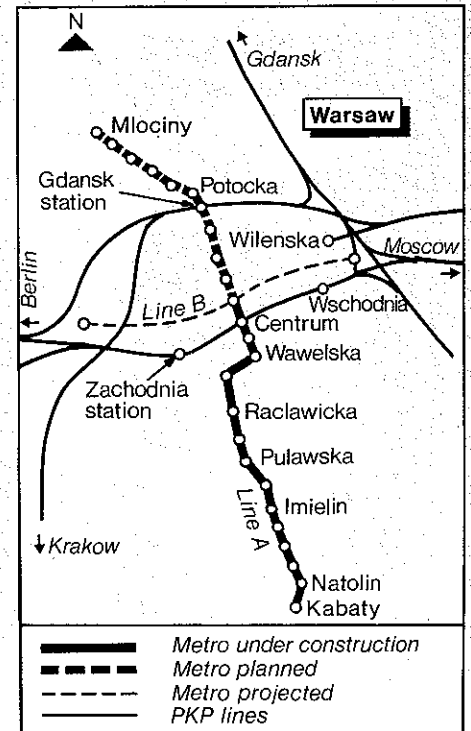 N
Gdansk
Warsaw
Mlociny
Gdansk
station
Potocka
Wilenska
Moscow
Berlin
Line B
Wschodnia
Centrum
Wawelska
Zachodnia
station
Raclawicka
Puławska
Line A
Imielin
Krakow
Natolin
Kabaty
Metro under construction
Metro planned
Metro projected
PKP lines